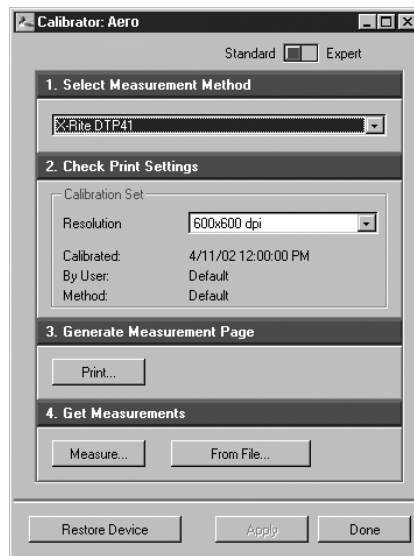 Calibrator: Aero
Standard Expert
1. Select Measurement Method
X-Rite DTP41
2. Check Print Settings
Calibration Set
Resolution 600x600 dpi
Calibrated: 4/11/02 12:00:00 PM
By User: Default
Method: Default
3. Generate Measurement Page
Print...
4. Get Measurements
Measure... From File...
Restore Device Apply Done